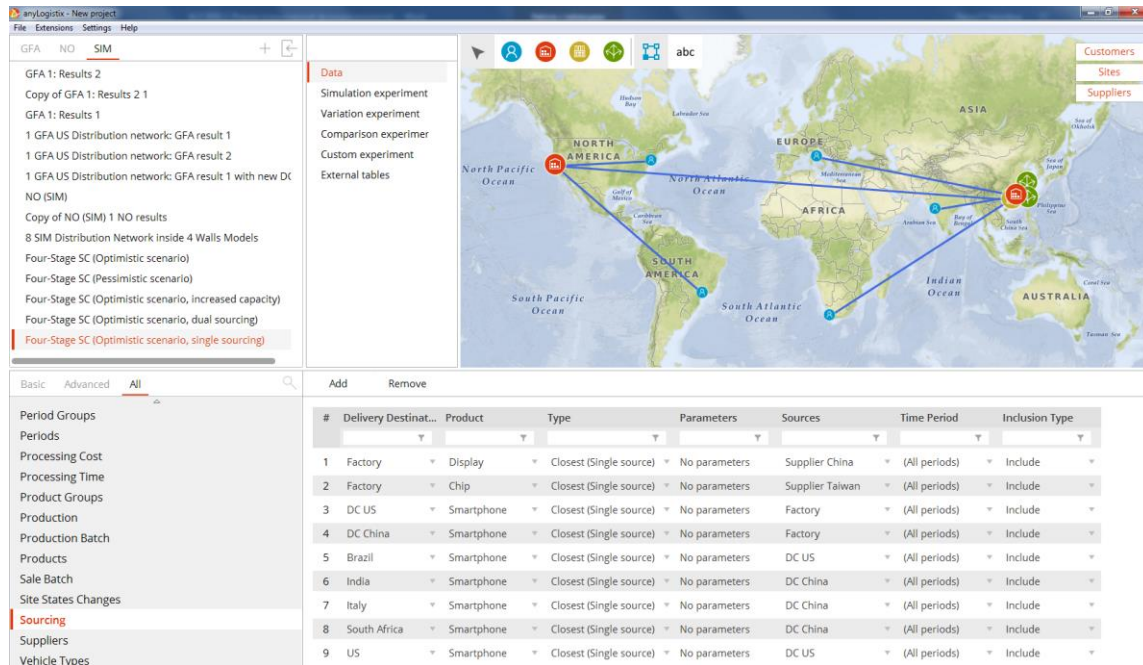 anyLogistix - New project
File Extensions Settings Help
GFA NO SIM
GFA 1: Results 2
Copy of GFA 1: Results 2 1
GFA 1: Results 1
1 GFA US Distribution network: GFA result 1
1 GFA US Distribution network: GFA result 2
1 GFA US Distribution network: GFA result 1 with new DC
NO (SIM)
Copy of NO (SIM) 1 NO results
8 SIM Distribution Network inside 4 Walls Models
Four-Stage SC (Optimistic scenario)
Four-Stage SC (Pessimistic scenario)
Four-Stage SC (Optimistic scenario, increased capacity)
Four-Stage SC (Optimistic scenario, dual sourcing)
Four-Stage SC (Optimistic scenario, single sourcing)
Data
Simulation experiment
Variation experiment
Comparison experimer
Custom experiment
External tables
abc
Customers
Sites
Suppliers
Hudson Bay
Labrador Sea
NORTH AMERICA
North Pacific Ocean
Gulf of Mexico
Caribbean Sea
North Atlantic Ocean
EUROPE
Mediterranean Sea
ASIA
Sea of Okhotsk
Sea of Japan
Philippine Sea
South China Sea
AFRICA
Arabian Sea
Bay of Bengal
SOUTH AMERICA
South Pacific Ocean
South Atlantic Ocean
Indian Ocean
AUSTRALIA
Coral Sea
Tasman Sea
Basic Advanced All
Period Groups
Periods
Processing Cost
Processing Time
Product Groups
Production
Production Batch
Products
Sale Batch
Site States Changes
Sourcing
Suppliers
Vehicle Types
Add Remove
# Delivery Destinat... Product Type Parameters Sources Time Period Inclusion Type
1 Factory Display Closest (Single source) No parameters Supplier China (All periods) Include
2 Factory Chip Closest (Single source) No parameters Supplier Taiwan (All periods) Include
3 DC US Smartphone Closest (Single source) No parameters Factory (All periods) Include
4 DC China Smartphone Closest (Single source) No parameters Factory (All periods) Include
5 Brazil Smartphone Closest (Single source) No parameters DC US (All periods) Include
6 India Smartphone Closest (Single source) No parameters DC China (All periods) Include
7 Italy Smartphone Closest (Single source) No parameters DC China (All periods) Include
8 South Africa Smartphone Closest (Single source) No parameters DC China (All periods) Include
9 US Smartphone Closest (Single source) No parameters DC US (All periods) Include